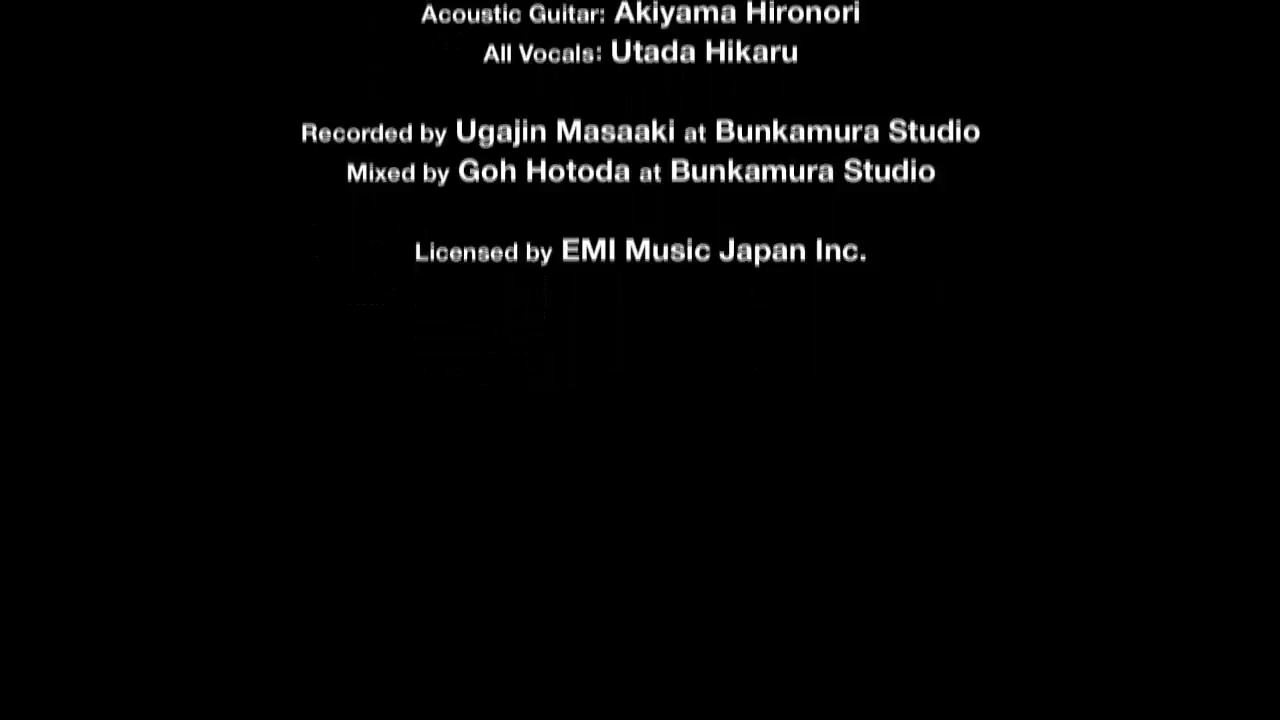 Acoustic Guitar: Akiyama Hironori
All Vocals: Utada Hikaru
Recorded by Ugajin Masaaki at Bunkamura Studio
Mixed by Goh Hotoda at Bunkamura Studio
Licensed by EMI Music Japan Inc.